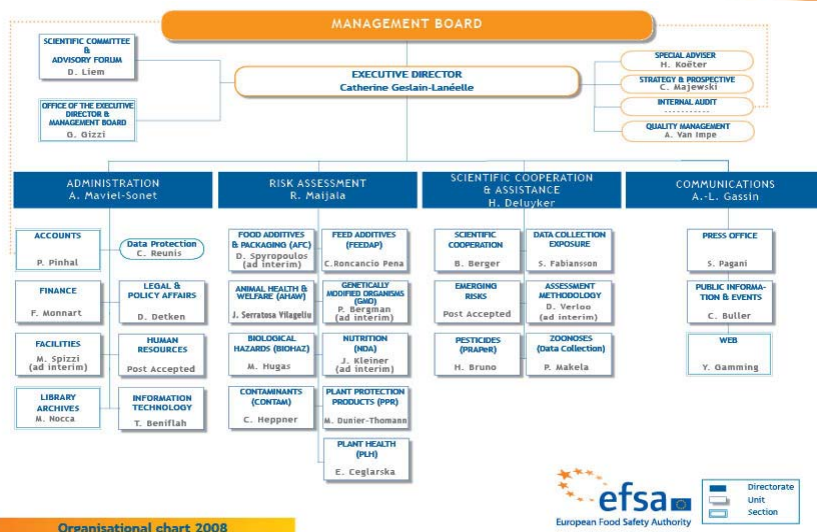 MANAGEMENT BOARD
SCIENTIFIC COMMITTEE
&
ADVISORY FORUM
D. Liem
EXECUTIVE DIRECTOR
Catherine Geslain-Lanéelle
SPECIAL ADVISER
H. Koëter
STRATEGY & PROSPECTIVE
C. Majewski
INTERNAL AUDIT
-----------
QUALITY MANAGEMENT
A. Van Impe
OFFICE OF THE EXECUTIVE
DIRECTOR &
MANAGEMENT BOARD
G. Gizzi
ADMINISTRATION
A. Maviel-Sonet
RISK ASSESSMENT
R. Maijala
SCIENTIFIC COOPERATION
& ASSISTANCE
H. Deluyker
COMMUNICATIONS
A.-L. Gassin
ACCOUNTS
P. Pinhal
Data Protection
C. Reunis
FINANCE
F. Monnart
LEGAL &
POLICY AFFAIRS
D. Detken
FACILITIES
M. Spizzi
(ad interim)
HUMAN
RESOURCES
Post Accepted
LIBRARY
ARCHIVES
M. Nocca
INFORMATION
TECHNOLOGY
T. Beniflah
FOOD ADDITIVES
& PACKAGING (AFC)
D. Spyropoulos
(ad interim)
FEED ADDITIVES
(FEEDAP)
C.Roncancio Pena
ANIMAL HEALTH &
WELFARE (AHAW)
J. Serratosa Vilageliu
GENETICALLY
MODIFIED ORGANISMS
(GMO)
P. Bergman
(ad interim)
BIOLOGICAL
HAZARDS (BIOHAZ)
M. Hugas
NUTRITION
(NDA)
J. Kleiner
(ad interim)
CONTAMINANTS
(CONTAM)
C. Heppner
PLANT PROTECTION
PRODUCTS (PPR)
M. Dunier-Thomann
PLANT HEALTH
(PLH)
E. Ceglarska
SCIENTIFIC
COOPERATION
B. Berger
DATA COLLECTION
EXPOSURE
S. Fabiansson
EMERGING
RISKS
Post Accepted
ASSESSMENT
METHODOLOGY
D. Verloo
(ad interim)
PESTICIDES
(PRAPeR)
H. Bruno
ZOONOSES
(Data Collection)
P. Makela
PRESS OFFICE
S. Pagani
PUBLIC INFORMA-
TION & EVENTS
C. Buller
WEB
Y. Gamming
efsa
European Food Safety Authority
Directorate
Unit
Section
Organisational chart 2008